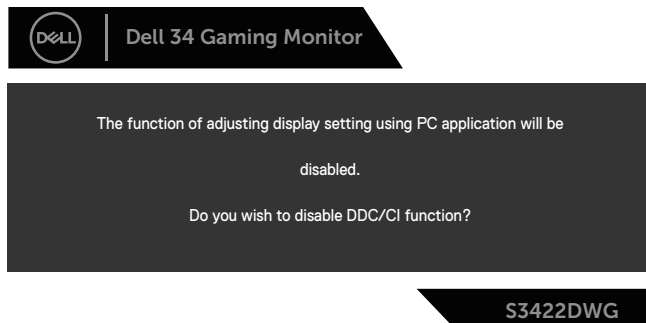 DELL
Dell 34 Gaming Monitor
The function of adjusting display setting using PC application will be
disabled.
Do you wish to disable DDC/CI function?
S3422DWG